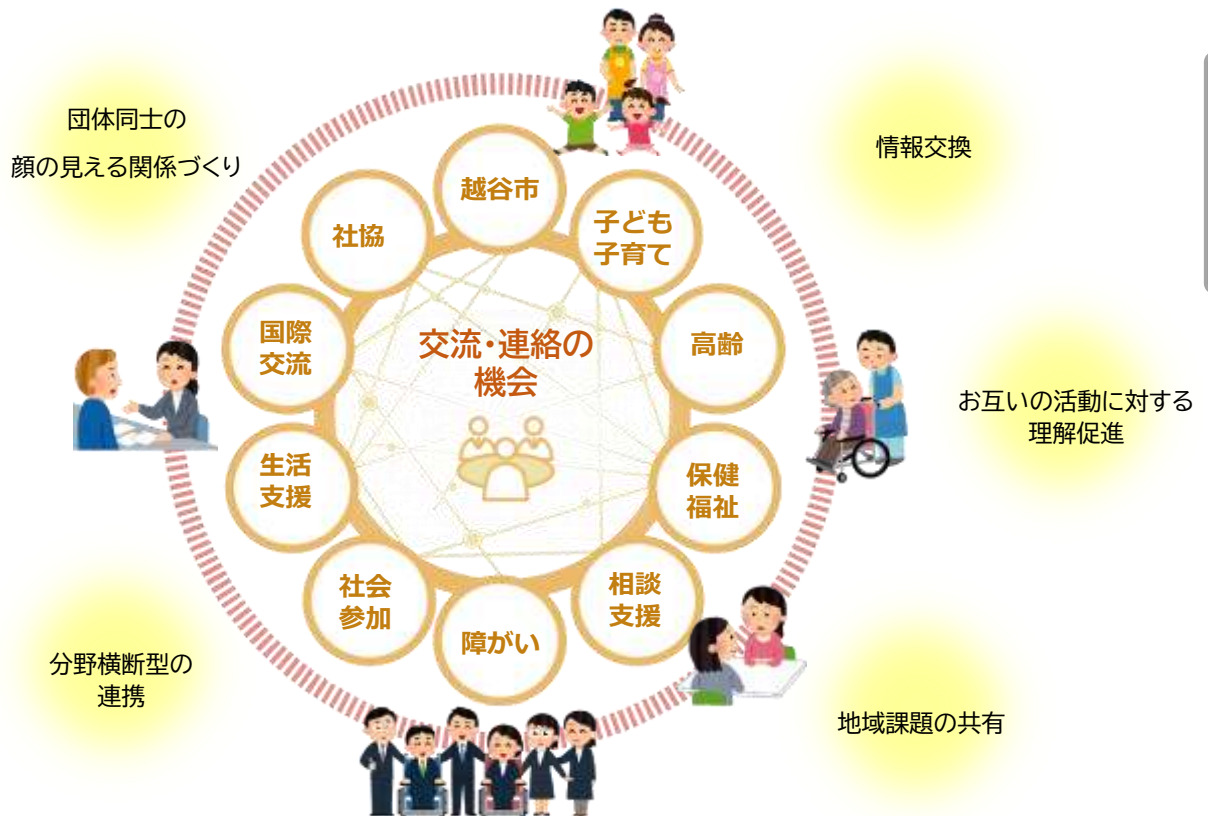 団体同士の
顔の見える関係づくり
情報交換
越谷市
社協
子ども
子育て
国際
交流
交流・連絡の
機会
高齢
お互いの活動に対する
理解促進
生活
支援
保健
福祉
社会
参加
相談
支援
障がい
分野横断型の
連携
地域課題の共有